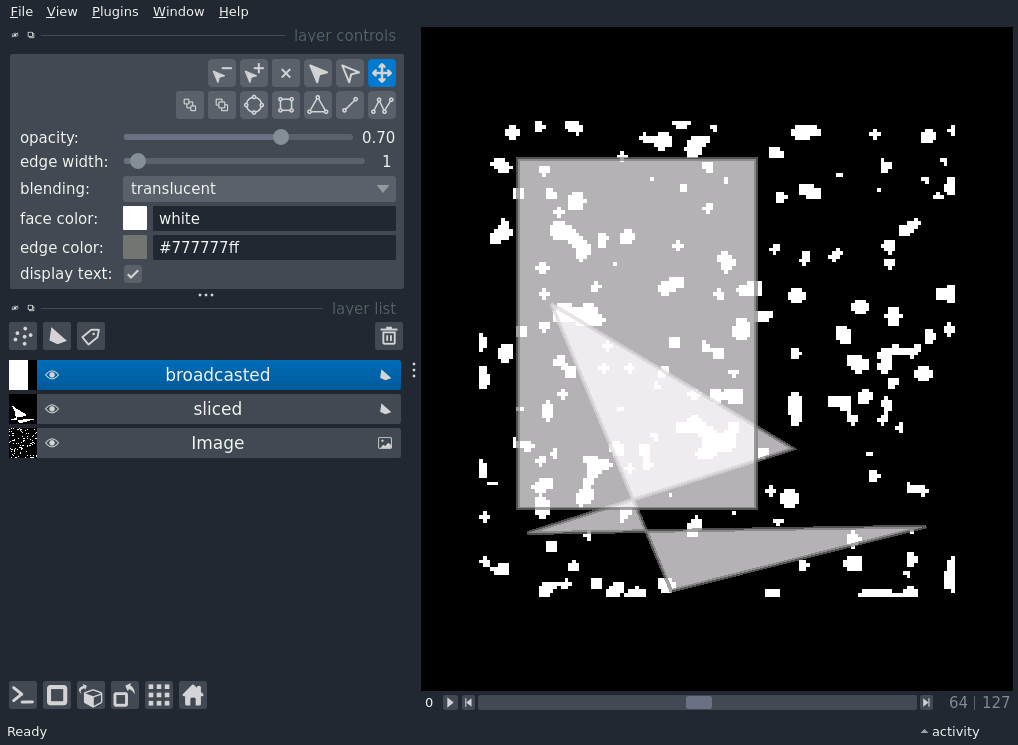 File View Plugins Window Help
layer controls
opacity: 0.70
edge width: 1
blending: translucent
face color: white
edge color: #777777ff
display text:
layer list
broadcasted
sliced
Image
0 64 | 127
Ready activity